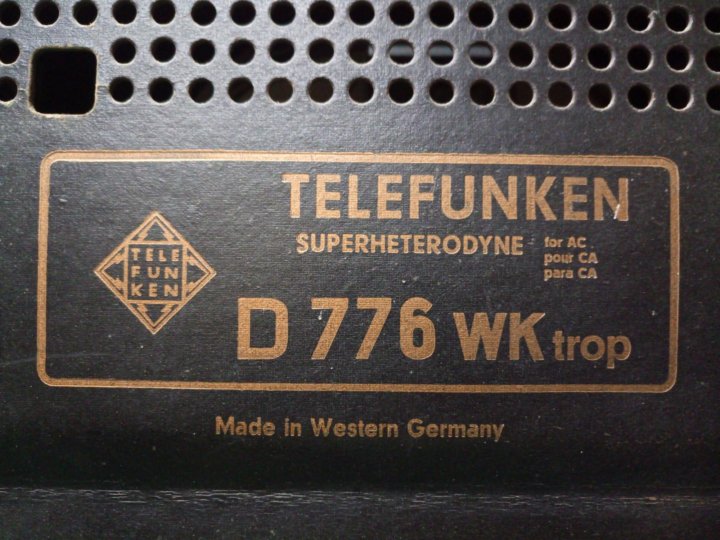 TELEFUNKEN
SUPERHETERODYNE
for AC
pour CA
para CA
TELE
FUN
KEN
D 776 WK trop
Made in Western Germany